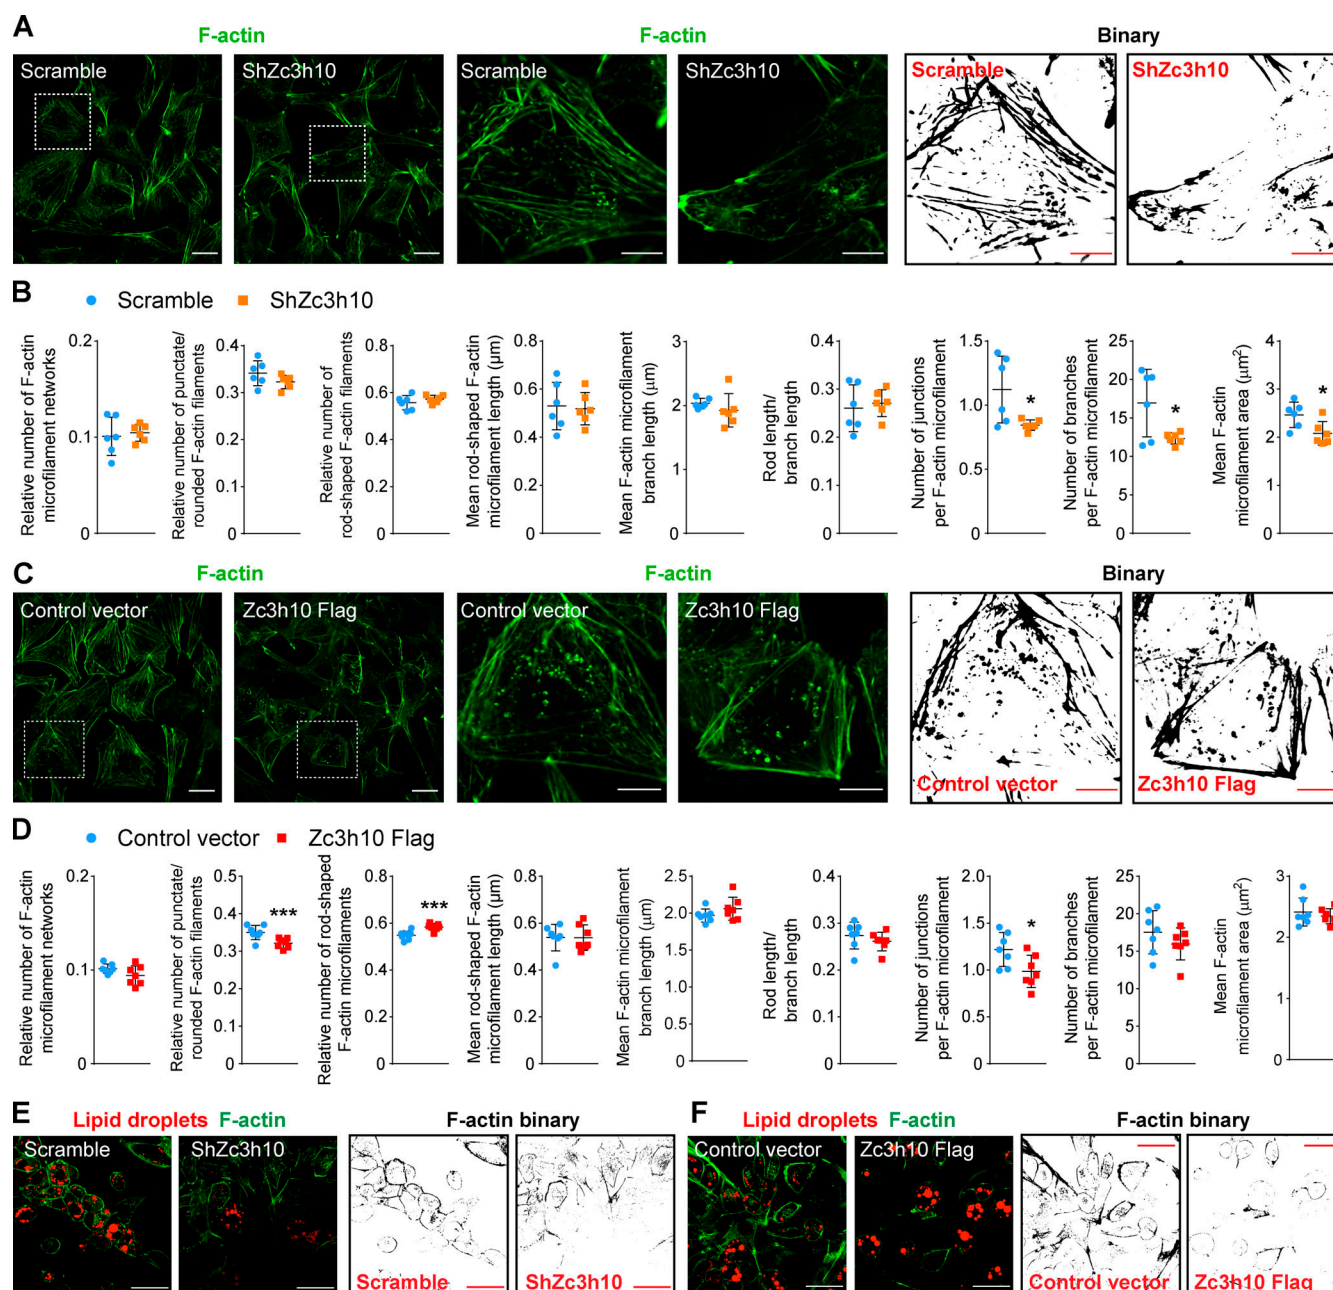 A
F-actin
F-actin
Binary
Scramble
ShZc3h10
Scramble
ShZc3h10
Scramble
ShZc3h10
B
Scramble
ShZc3h10
Relative number of F-actin
microfilament networks
0.2
0.1
0
Relative number of punctate/
rounded F-actin filaments
0.4
0.3
0.2
0.1
0
Relative number of
rod-shaped F-actin filaments
0.8
0.6
0.4
0.2
0
Mean rod-shaped F-actin
microfilament length (µm)
0.8
0.6
0.4
0.2
0
Mean F-actin microfilament
branch length (µm)
3
2
1
0
Rod length/
branch length
0.4
0.3
0.2
0.1
0
Number of junctions
per F-actin microfilament
1.5
1.0
0.5
0
*
Number of branches
per F-actin microfilament
25
20
15
10
5
0
*
Mean F-actin
microfilament area (µm²)
4
3
2
1
0
*
C
F-actin
F-actin
Binary
Control vector
Zc3h10 Flag
Control vector
Zc3h10 Flag
Control vector
Zc3h10 Flag
D
Control vector
Zc3h10 Flag
Relative number of F-actin
microfilament networks
0.2
0.1
0
Relative number of punctate/
rounded F-actin filaments
0.5
0.4
0.3
0.2
0.1
0
***
Relative number of rod-shaped
F-actin microfilaments
0.8
0.6
0.4
0.2
0
***
Mean rod-shaped F-actin
microfilament length (µm)
0.8
0.6
0.4
0.2
0
Mean F-actin microfilament
branch length (µm)
2.5
2.0
1.5
1.0
0.5
0
Rod length/
branch length
0.4
0.3
0.2
0.1
0
Number of junctions
per F-actin microfilament
2.0
1.5
1.0
0.5
0
*
Number of branches
per F-actin microfilament
25
20
15
10
5
0
Mean F-actin
microfilament area (µm²)
3
2
1
0
E
Lipid droplets F-actin
F-actin binary
Scramble
ShZc3h10
Scramble
ShZc3h10
F
Lipid droplets F-actin
F-actin binary
Control vector
Zc3h10 Flag
Control vector
Zc3h10 Flag